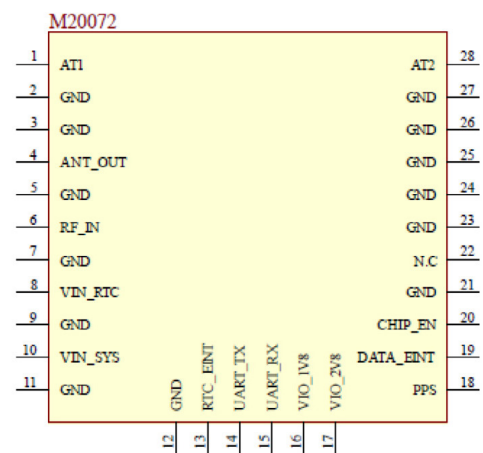 M20072
1 AT1 AT2 28
2 GND GND 27
3 GND GND 26
4 ANT_OUT GND 25
5 GND GND 24
6 RF_IN GND 23
7 GND N.C 22
8 VIN_RTC GND 21
9 GND CHIP_EN 20
10 VIN_SYS DATA_EINT 19
11 GND PPS 18
GND RTC_EINT UART_TX UART_RX VIO_1V8 VIO_2V8
12 13 14 15 16 17